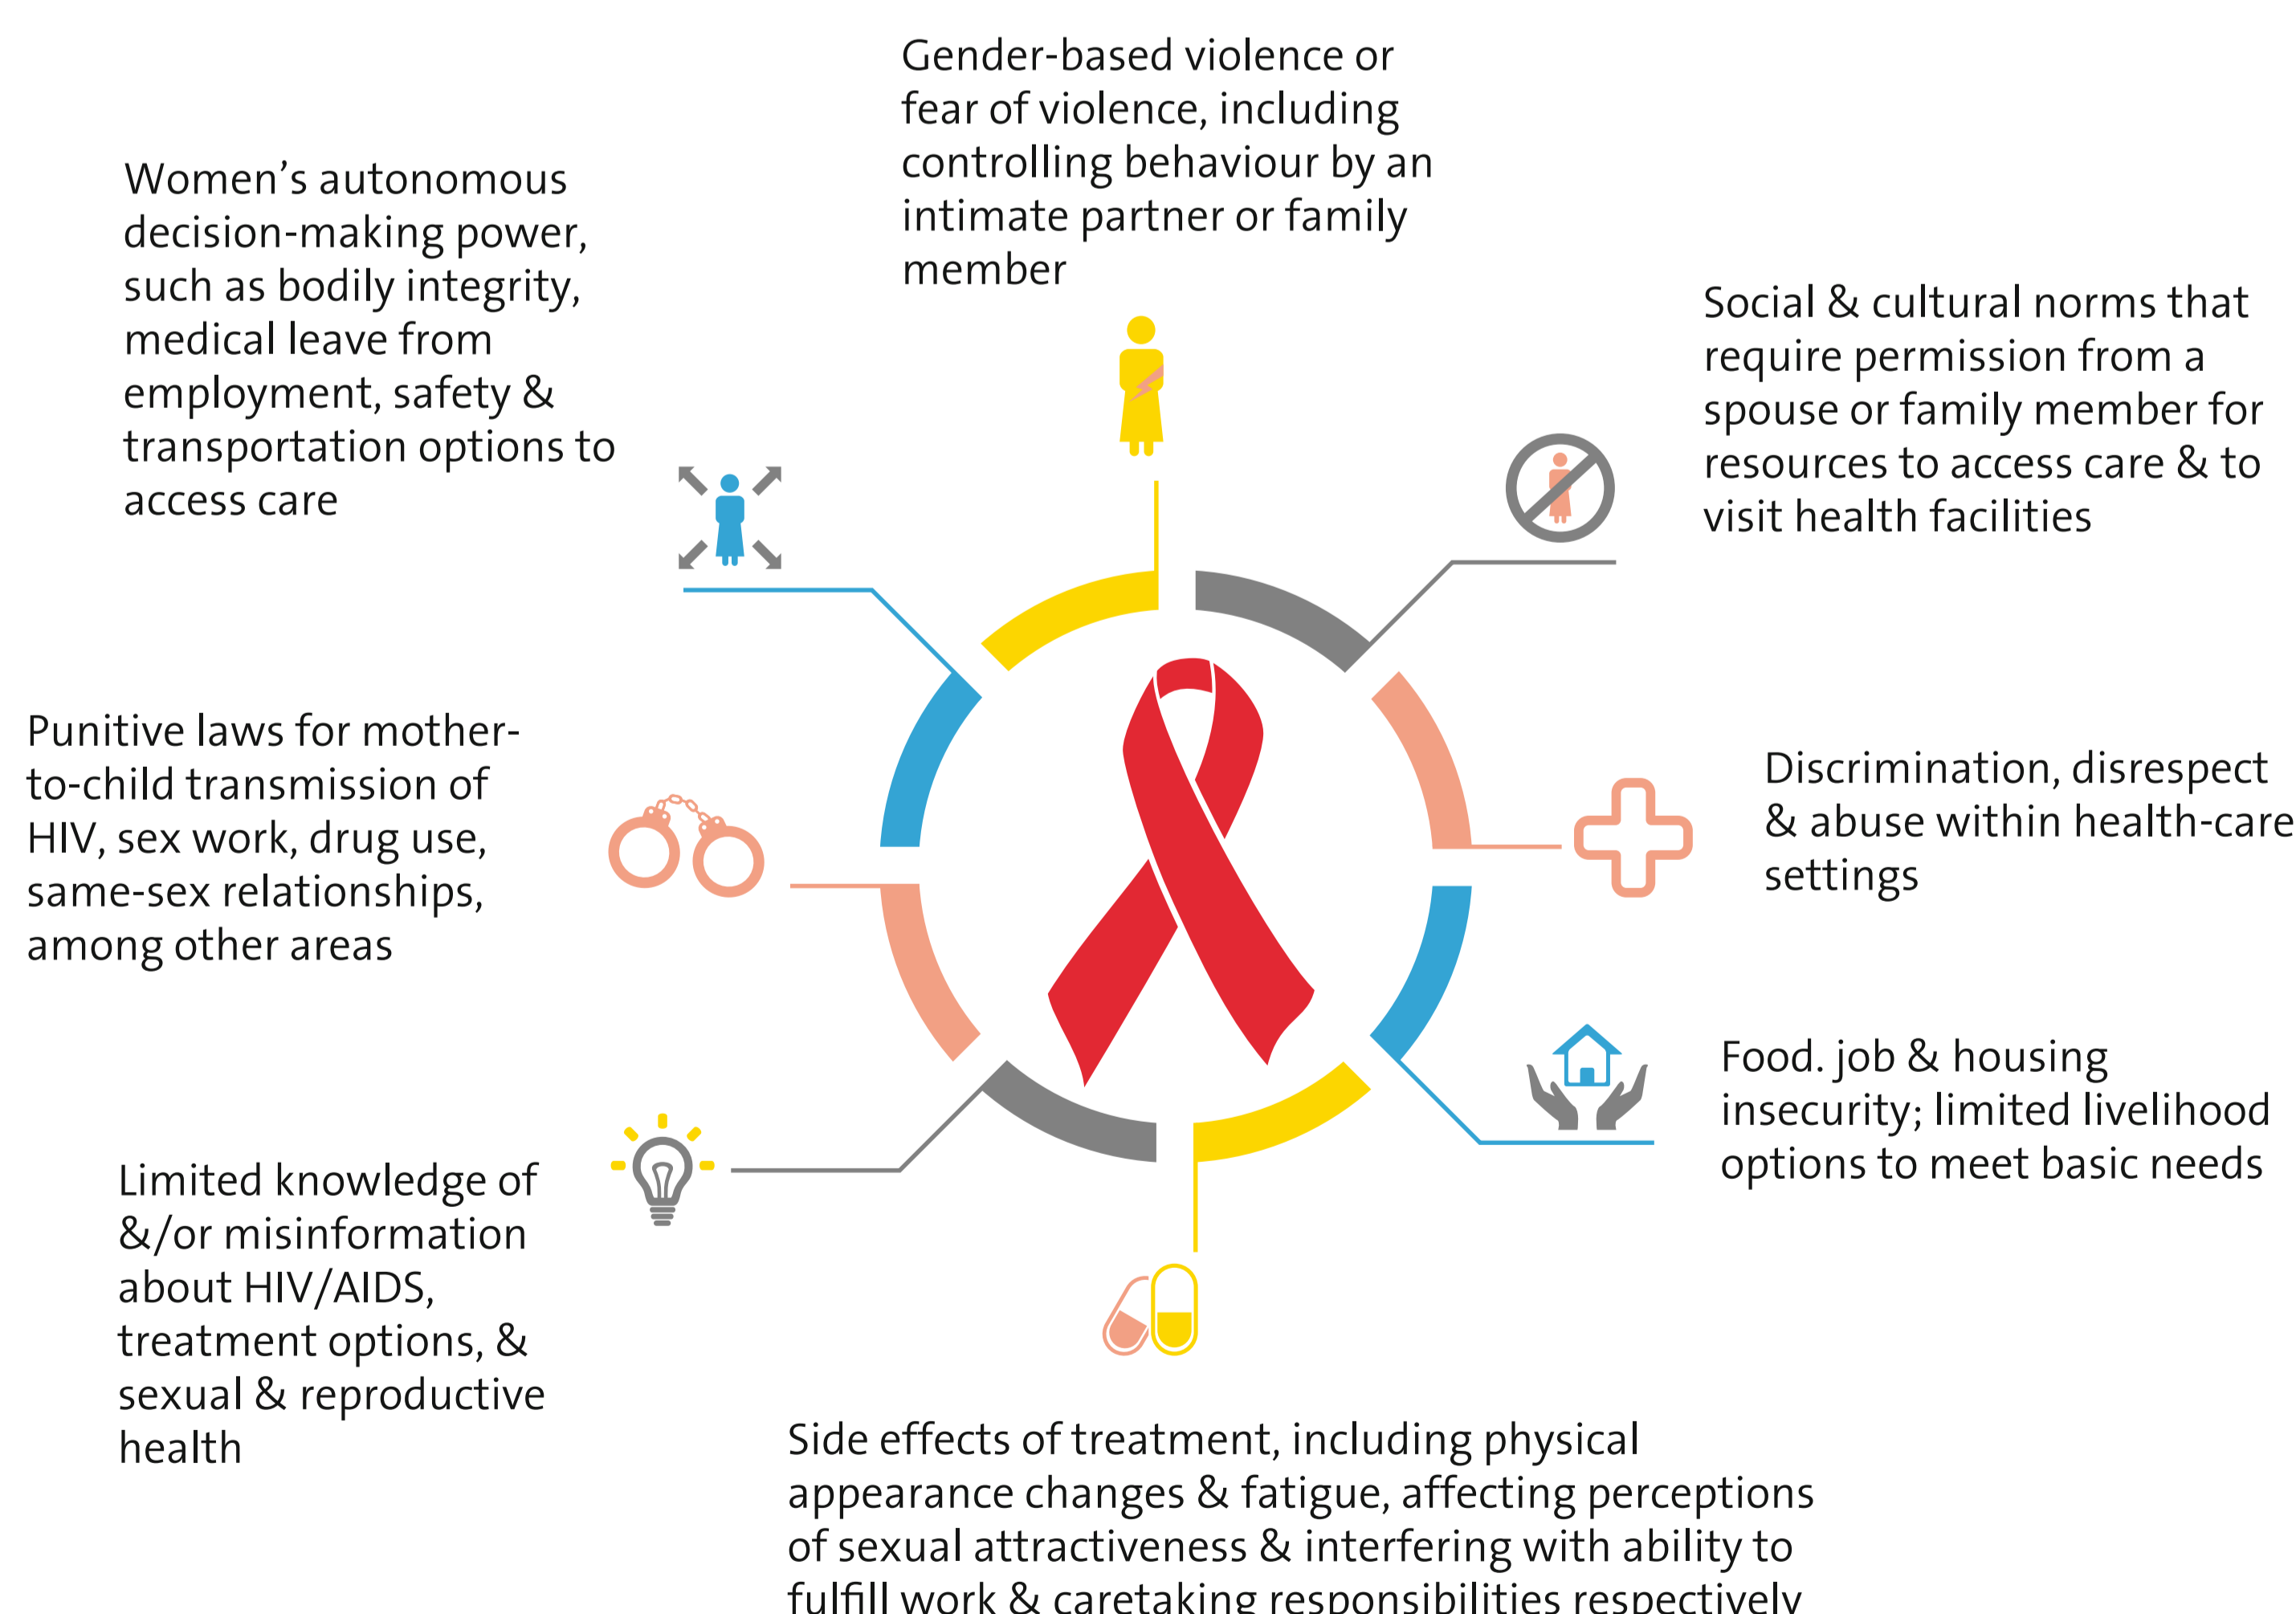 Gender-based violence or
fear of violence, including
controlling behaviour by an
intimate partner or family
member
Women’s autonomous
decision-making power,
such as bodily integrity,
medical leave from
employment, safety &
transportation options to
access care
Social & cultural norms that
require permission from a
spouse or family member for
resources to access care & to
visit health facilities
Punitive laws for mother-
to-child transmission of
HIV, sex work, drug use,
same-sex relationships,
among other areas
Discrimination, disrespect
& abuse within health-care
settings
Food. job & housing
insecurity; limited livelihood
options to meet basic needs
Limited knowledge of
&/or misinformation
about HIV/AIDS,
treatment options, &
sexual & reproductive
health
Side effects of treatment, including physical
appearance changes & fatigue, affecting perceptions
of sexual attractiveness & interfering with ability to
fulfill work & caretaking responsibilities respectively